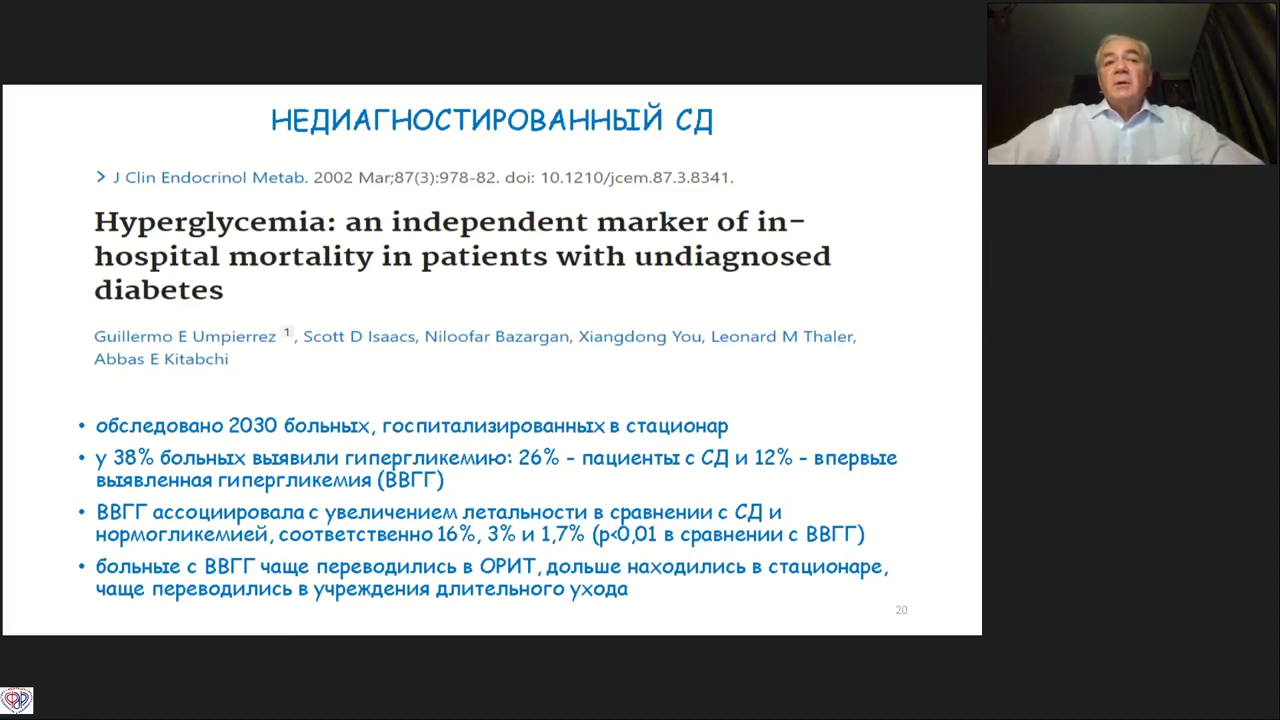 НЕДИАГНОСТИРОВАННЫЙ СД
> J Clin Endocrinol Metab. 2002 Mar;87(3):978-82. doi: 10.1210/jcem.87.3.8341.
Hyperglycemia: an independent marker of in-
hospital mortality in patients with undiagnosed
diabetes
Guillermo E Umpierrez 1, Scott D Isaacs, Niloofar Bazargan, Xiangdong You, Leonard M Thaler,
Abbas E Kitabchi
• обследовано 2030 больных, госпитализированных в стационар
• у 38% больных выявили гипергликемию: 26% - пациенты с СД и 12% - впервые
выявленная гипергликемия (ВВГГ)
• ВВГГ ассоциировала с увеличением летальности в сравнении с СД и
нормогликемией, соответственно 16%, 3% и 1,7% (p<0,01 в сравнении с ВВГГ)
• больные с ВВГГ чаще переводились в ОРИТ, дольше находились в стационаре,
чаще переводились в учреждения длительного ухода
20